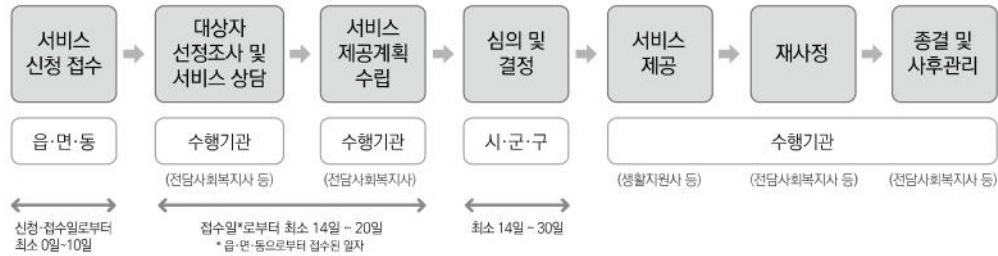 서비스
신청 접수
대상자
선정조사 및
서비스 상담
서비스
제공계획
수립
심의 및
결정
서비스
제공
재사정
종결 및
사후관리
읍·면·동
수행기관
수행기관
시·군·구
수행기관
(전담사회복지사 등)
(전담사회복지사)
(생활지원사 등)
(전담사회복지사 등)
(전담사회복지사 등)
신청·접수일로부터
최소 0일~10일
접수일*로부터 최소 14일 ~ 20일
* 읍·면·동으로부터 접수된 일자
최소 14일 ~ 30일